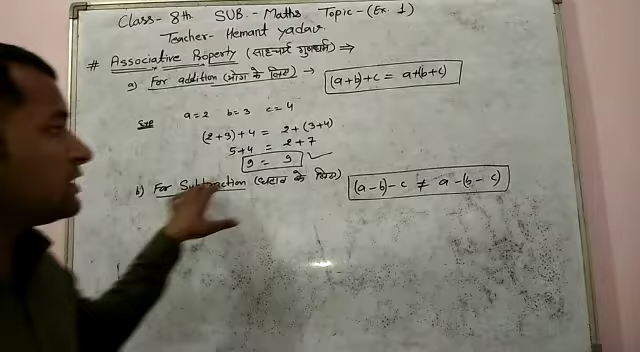 Class- 8th SUB.- Maths Topic-(Ex. 1)
Teacher- Hemant yadav
# Associative Property (साहचर्य गुणधर्म) ⇒
a) For addition (योग के लिए) → (a+b)+c = a+(b+c)
a=2 b=3 c=4
(2+3)+4 = 2+(3+4)
5+4 = 2+7
9 = 9 ✓
b) For Subtraction (घटाव के लिए) (a-b)-c ≠ a-(b-c)